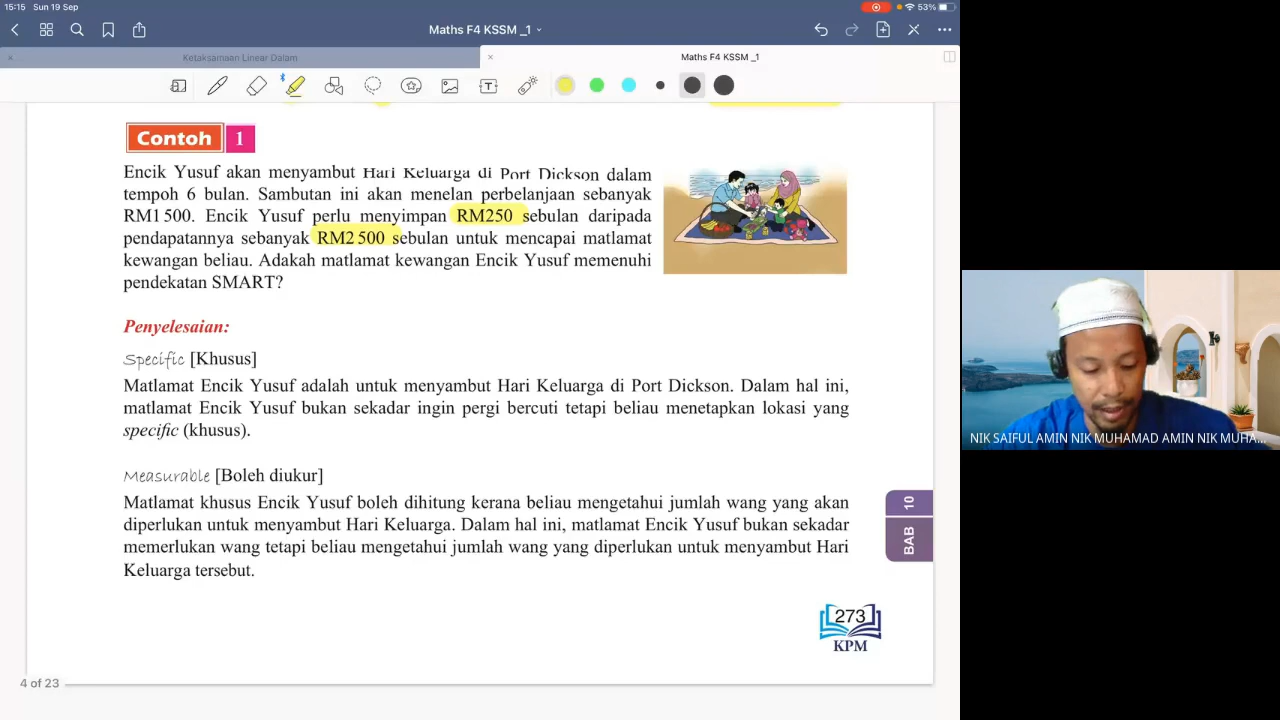 15:15 Sun 19 Sep
53%
Maths F4 KSSM _1
Ketaksamaan Linear Dalam
Maths F4 KSSM _1
Contoh 1
Encik Yusuf akan menyambut Hari Keluarga di Port Dickson dalam
tempoh 6 bulan. Sambutan ini akan menelan perbelanjaan sebanyak
RM1 500. Encik Yusuf perlu menyimpan RM250 sebulan daripada
pendapatannya sebanyak RM2 500 sebulan untuk mencapai matlamat
kewangan beliau. Adakah matlamat kewangan Encik Yusuf memenuhi
pendekatan SMART?
Penyelesaian:
Specific [Khusus]
Matlamat Encik Yusuf adalah untuk menyambut Hari Keluarga di Port Dickson. Dalam hal ini,
matlamat Encik Yusuf bukan sekadar ingin pergi bercuti tetapi beliau menetapkan lokasi yang
specific (khusus).
Measurable [Boleh diukur]
Matlamat khusus Encik Yusuf boleh dihitung kerana beliau mengetahui jumlah wang yang akan
diperlukan untuk menyambut Hari Keluarga. Dalam hal ini, matlamat Encik Yusuf bukan sekadar
memerlukan wang tetapi beliau mengetahui jumlah wang yang diperlukan untuk menyambut Hari
Keluarga tersebut.
BAB 10
273
KPM
4 of 23
NIK SAIFUL AMIN NIK MUHAMAD AMIN NIK MUHA...